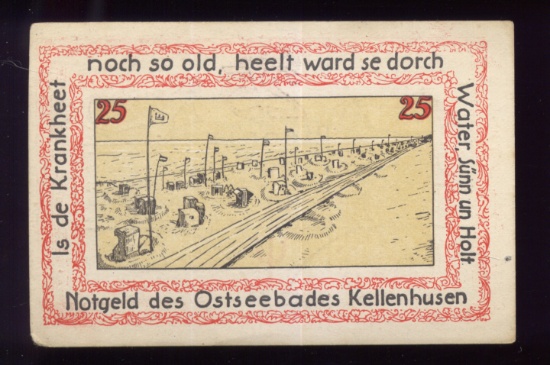 Is de Krankheet
noch so old, heelt ward se dorch
Water, Sünn un Holt
25
25
Notgeld des Ostseebades Kellenhusen